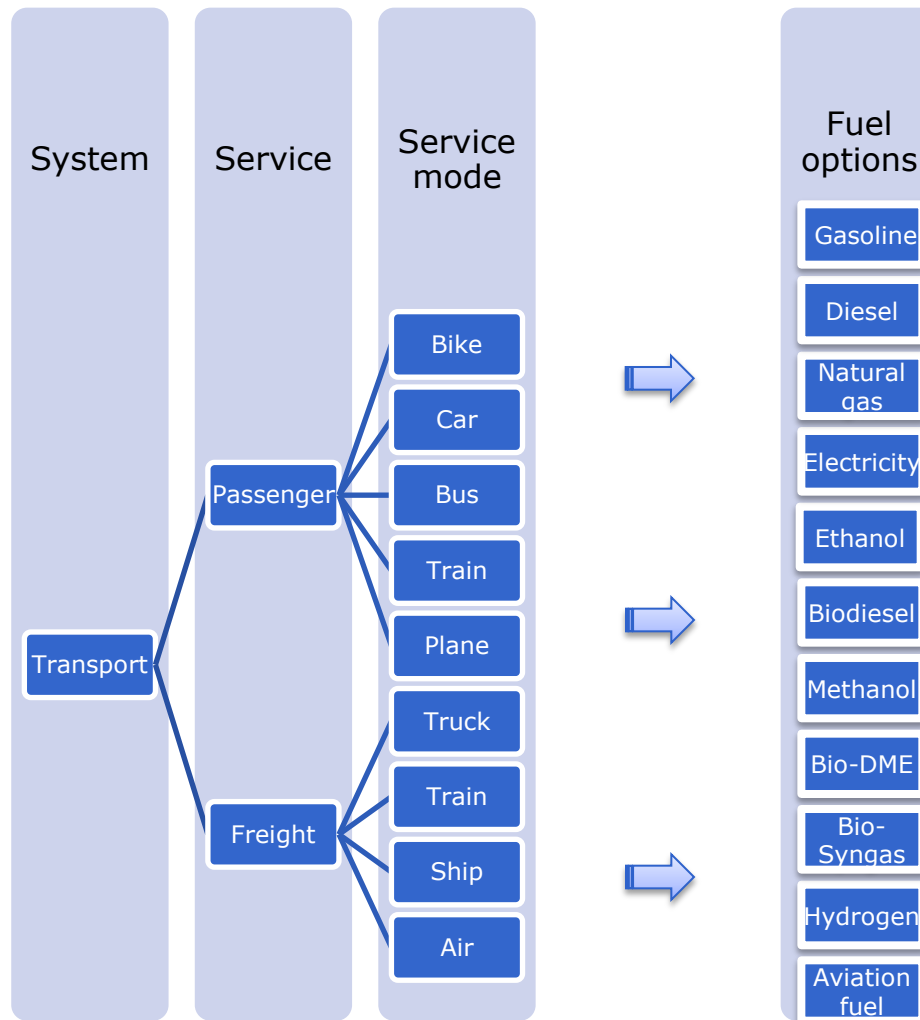 System
Service
Service
mode
Fuel
options
Transport
Passenger
Freight
Bike
Car
Bus
Train
Plane
Truck
Train
Ship
Air
Gasoline
Diesel
Natural
gas
Electricity
Ethanol
Biodiesel
Methanol
Bio-DME
Bio-
Syngas
Hydrogen
Aviation
fuel